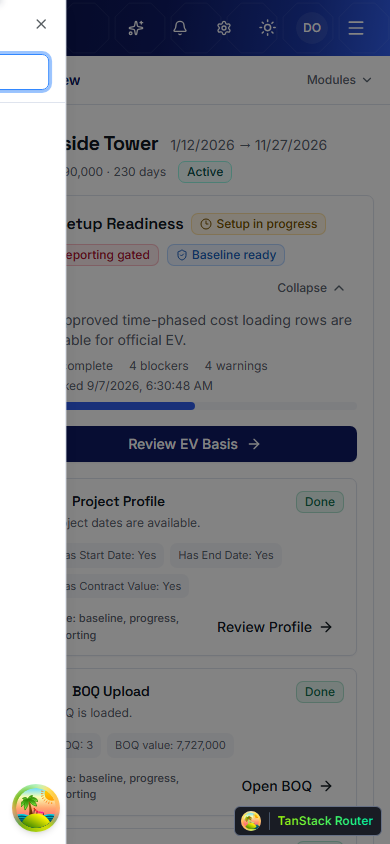 DO
Modules
side Tower 1/12/2026 → 11/27/2026
90,000 · 230 days Active
etup Readiness Setup in progress
eporting gated Baseline ready
Collapse
pproved time-phased cost loading rows are
able for official EV.
omplete 4 blockers 4 warnings
ked 9/7/2026, 6:30:48 AM
Review EV Basis →
Project Profile Done
ject dates are available.
as Start Date: Yes Has End Date: Yes
as Contract Value: Yes
e: baseline, progress,
orting
Review Profile →
BOQ Upload Done
Q is loaded.
OQ: 3 BOQ value: 7,727,000
e: baseline, progress,
Open BOQ →
TanStack Router